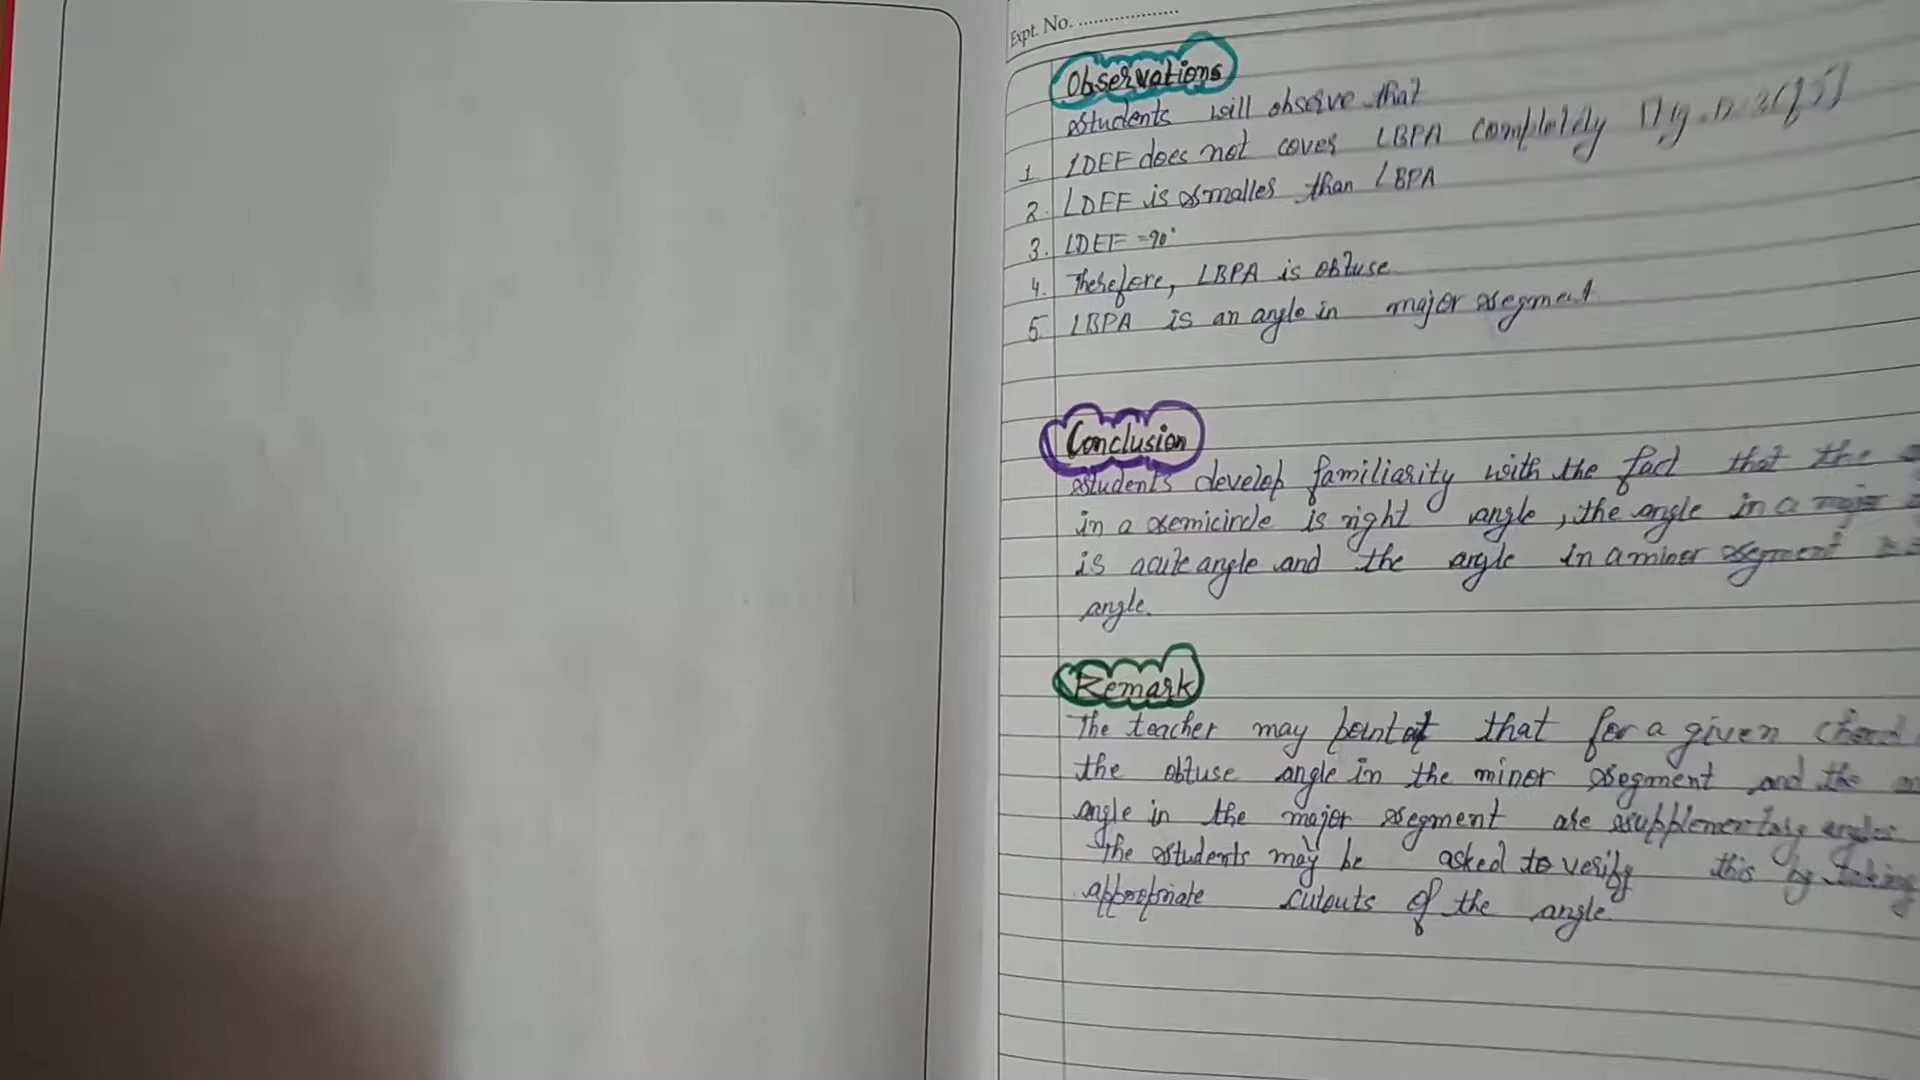 Expt. No. ..................
Observations
students will observe that
1. ∠DEF does not cover ∠BPA completely
2. ∠DEF is smaller than ∠BPA
3. ∠DEF =90°
4. Therefore, ∠BPA is obtuse
5. ∠BPA is an angle in major segment
Conclusion
students develop familiarity with the fact that the
in a semicircle is right angle, the angle in a major
is acute angle and the angle in a minor segment
angle.
Remark
The teacher may point out that for a given chord
the obtuse angle in the minor segment and the
angle in the major segment are supplementary angles
The students may be asked to verify this by taking
appropriate cutouts of the angle.